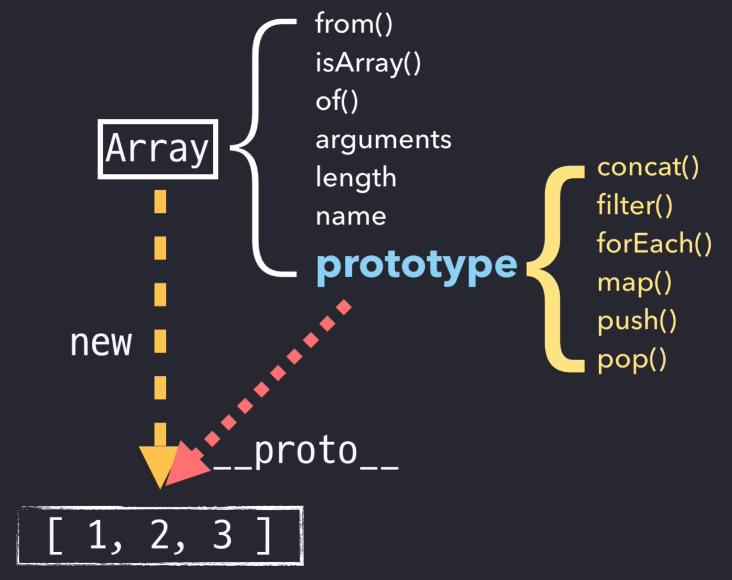 Array
from()
isArray()
of()
arguments
length
name
prototype
concat()
filter()
forEach()
map()
push()
pop()
new
__proto__
[ 1, 2, 3 ]